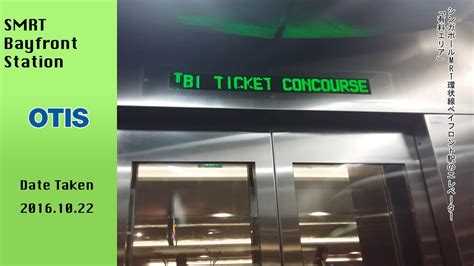 SMRT
Bayfront
Station
OTIS
Date Taken
2016.10.22
TB1 TICKET CONCOURSE
シンガポールMRT環状線ベイフロント駅のエレベーター
「有料エリア」